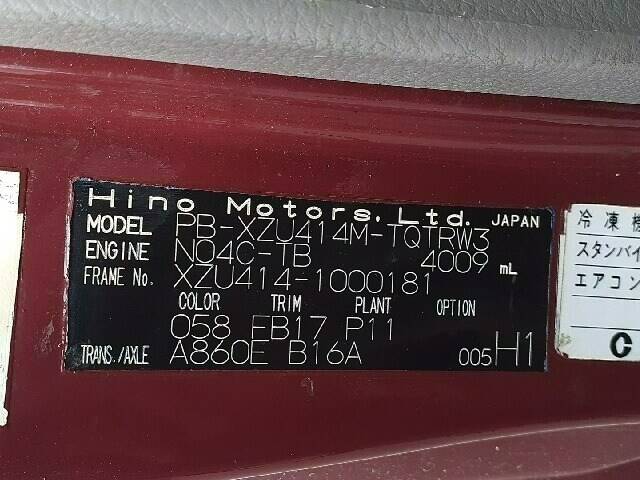 Hino Motors, Ltd. JAPAN
MODEL PB-XZU414M-TQTRW3
ENGINE N04C-TB 4009 mL
FRAME No. XZU414-1000181
COLOR TRIM PLANT OPTION
058 FB17 P11
TRANS./AXLE A860E B16A 005 H1
冷凍
スタンバイ
エアコン
C